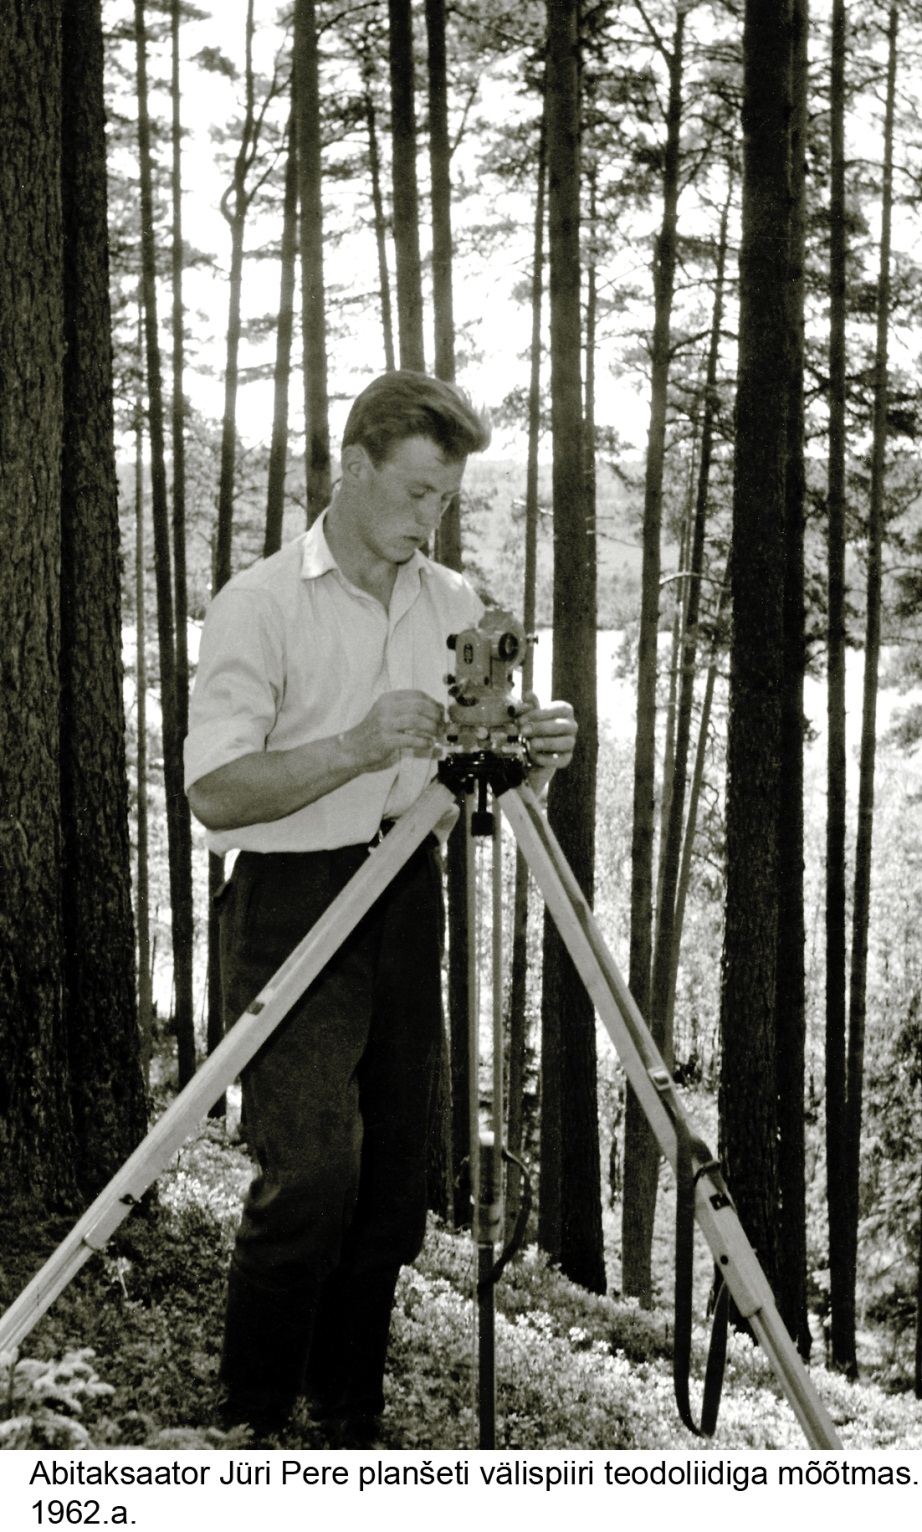 Abitaksaator Jüri Pere planšeti välispiiri teodoliidiga mõõtmas.
1962.a.